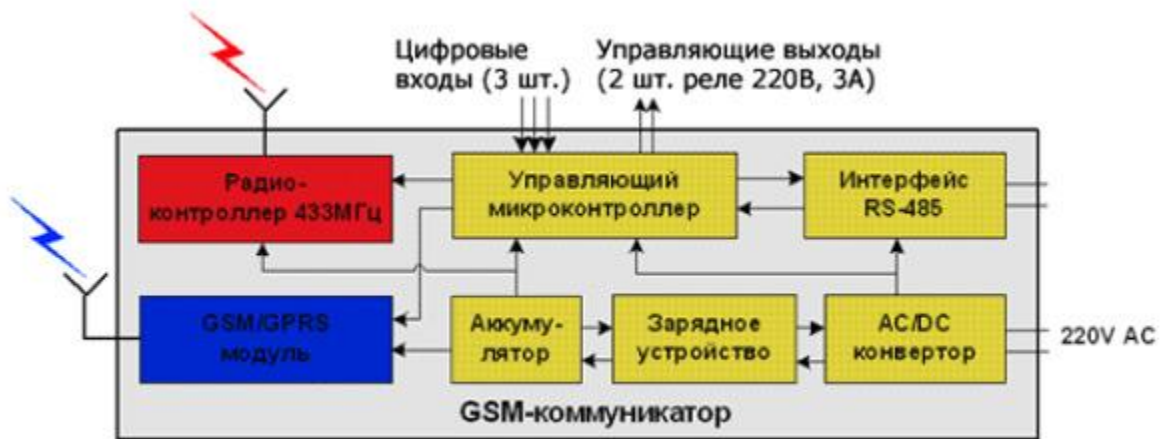 Цифровые
входы (3 шт.)
Управляющие выходы
(2 шт. реле 220В, 3А)
Радио-
контроллер 433МГц
Управляющий
микроконтроллер
Интерфейс
RS-485
GSM/GPRS
модуль
Аккуму-
лятор
Зарядное
устройство
AC/DC
конвертор
220V AC
GSM-коммуникатор